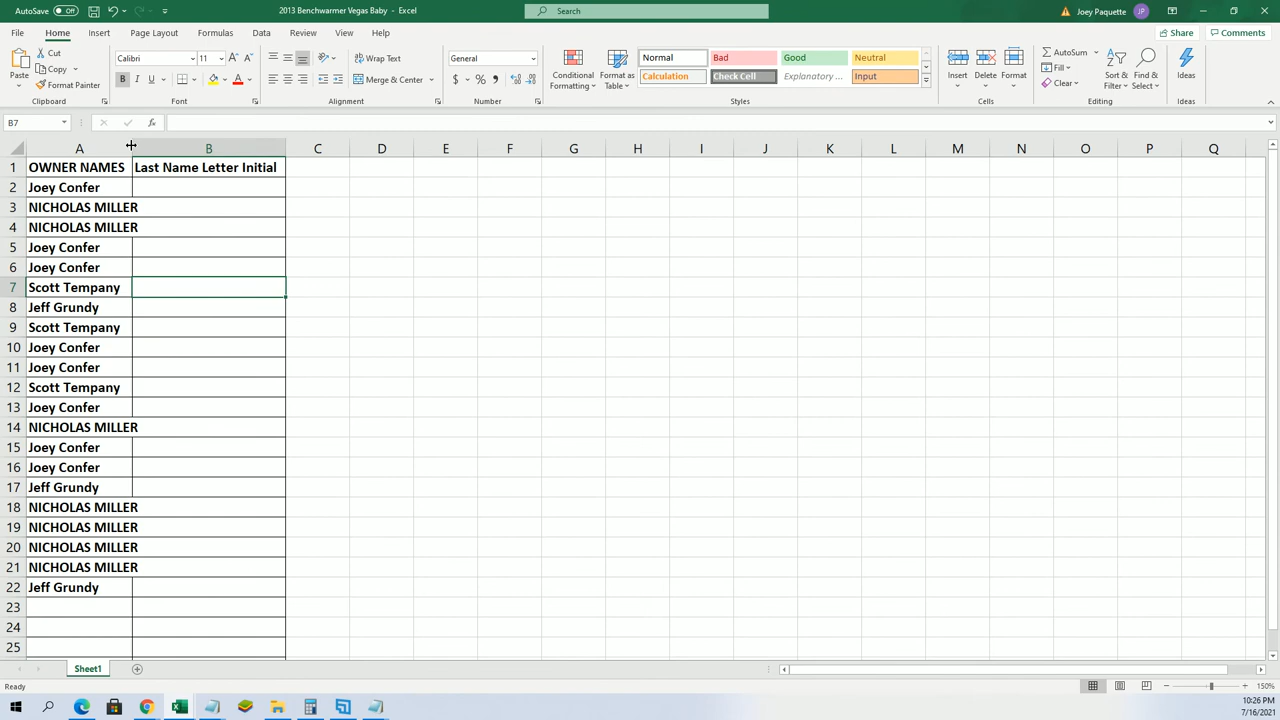 AutoSave Off 2013 Benchwarmer Vegas Baby - Excel Search Joey Paquette JP
File Home Insert Page Layout Formulas Data Review View Help Share Comments
Paste Cut Copy Format Painter Clipboard
Calibri 11 A A B I U A Font
ab Wrap Text Merge & Center Alignment
General $ % , Number
Conditional Formatting Format as Table Normal Bad Good Neutral Calculation Check Cell Explanatory ... Input Styles
Insert Delete Format Cells
AutoSum Fill Clear Sort & Filter Find & Select Editing
Ideas Ideas
B7 fx
A B C D E F G H I J K L M N O P Q
1 OWNER NAMES Last Name Letter Initial
2 Joey Confer
3 NICHOLAS MILLER
4 NICHOLAS MILLER
5 Joey Confer
6 Joey Confer
7 Scott Tempany
8 Jeff Grundy
9 Scott Tempany
10 Joey Confer
11 Joey Confer
12 Scott Tempany
13 Joey Confer
14 NICHOLAS MILLER
15 Joey Confer
16 Joey Confer
17 Jeff Grundy
18 NICHOLAS MILLER
19 NICHOLAS MILLER
20 NICHOLAS MILLER
21 NICHOLAS MILLER
22 Jeff Grundy
23
24
25
Sheet1
Ready 150%
10:26 PM
7/16/2021